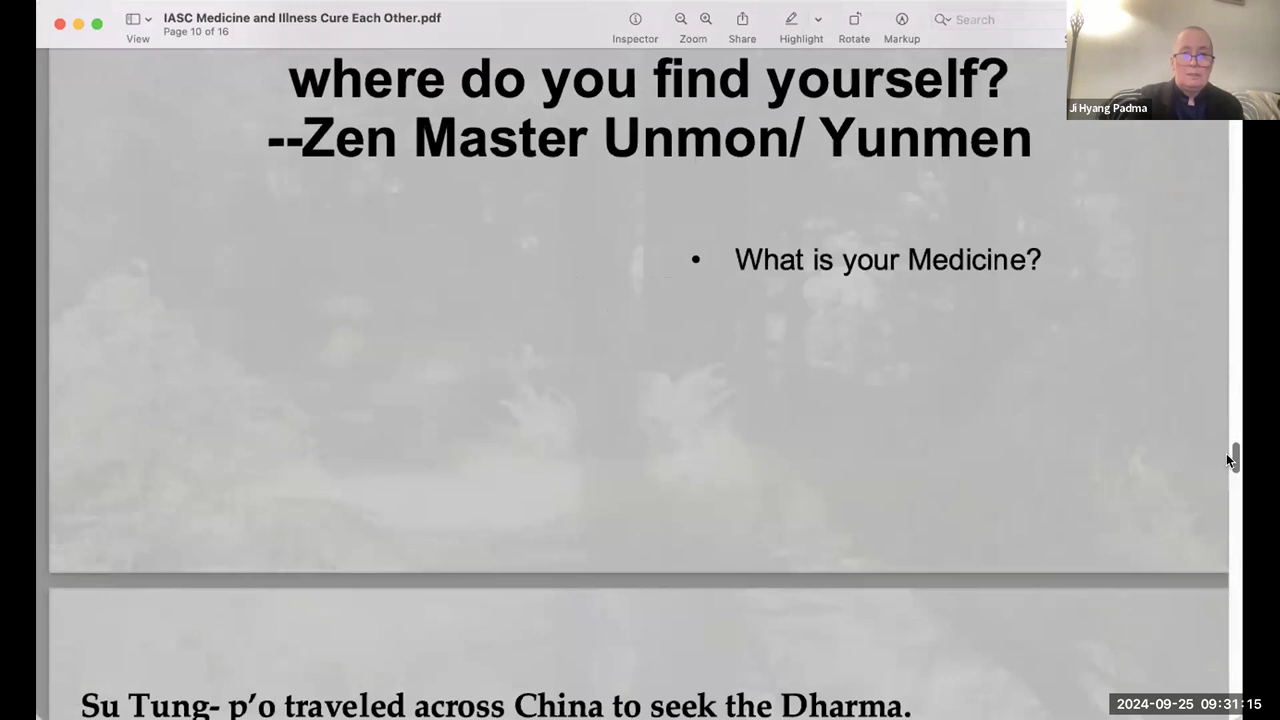 IASC Medicine and Illness Cure Each Other.pdf
Page 10 of 16
View
Inspector
Zoom
Share
Highlight
Rotate
Markup
Search
Ji Hyang Padma
where do you find yourself?
--Zen Master Unmon/ Yunmen
• What is your Medicine?
Su Tung- p’o traveled across China to seek the Dharma.
2024-09-25 09:31:15